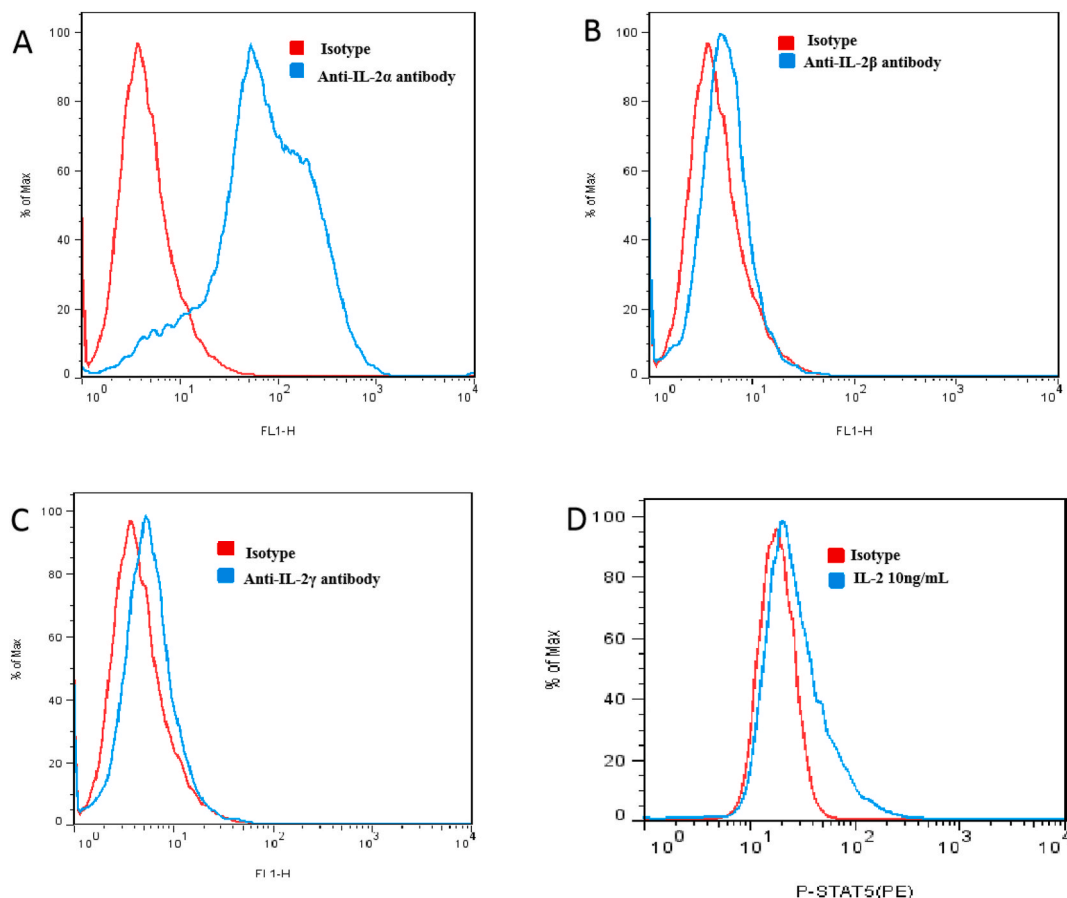 A
Isotype
Anti-IL-2α antibody
% of Max
100
80
60
40
20
0
10⁰
10¹
10²
10³
10⁴
FL1-H
B
Isotype
Anti-IL-2β antibody
% of Max
100
80
60
40
20
0
10⁰
10¹
10²
10³
10⁴
FL1-H
C
Isotype
Anti-IL-2γ antibody
% of Max
100
80
60
40
20
0
10⁰
10¹
10²
10³
10⁴
FL1-H
D
Isotype
IL-2 10ng/mL
% of Max
100
80
60
40
20
0
10⁰
10¹
10²
10³
10⁴
P-STAT5(PE)